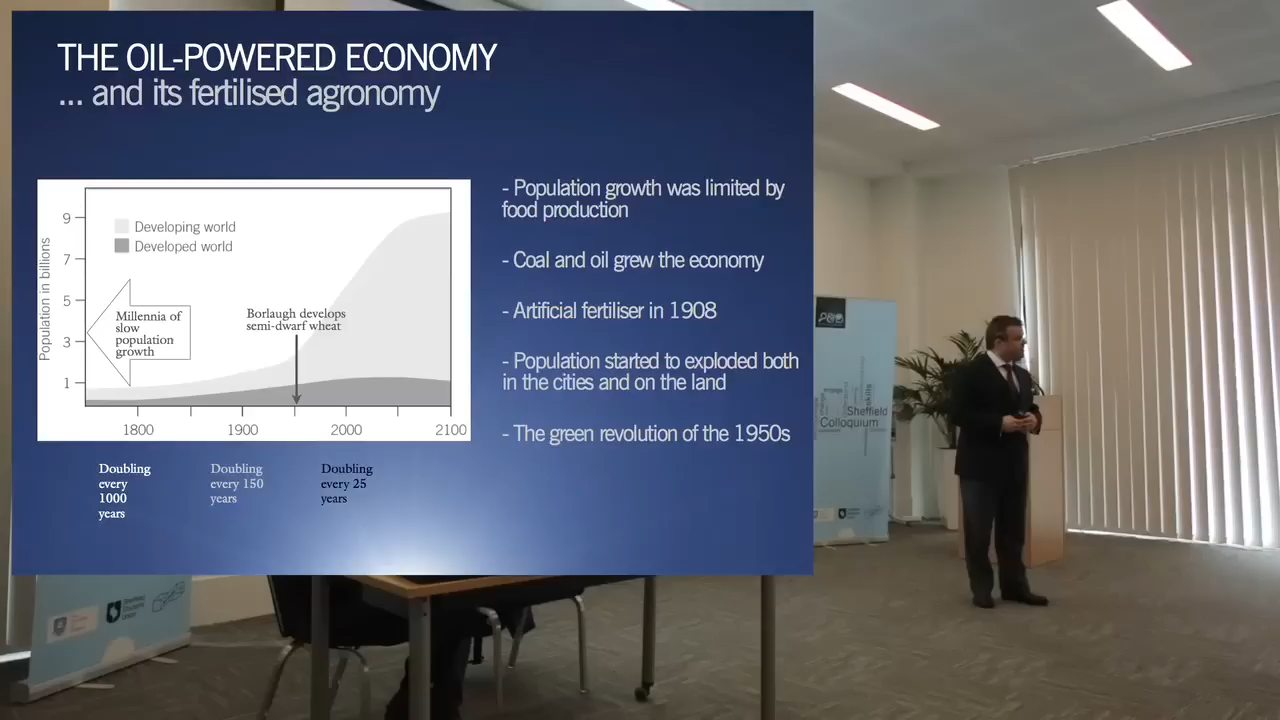 THE OIL-POWERED ECONOMY
... and its fertilised agronomy
Population in billions
9
7
5
3
1
Developing world
Developed world
Millennia of
slow
population
growth
Borlaugh develops
semi-dwarf wheat
1800
1900
2000
2100
Doubling
every
1000
years
Doubling
every 150
years
Doubling
every 25
years
- Population growth was limited by
food production
- Coal and oil grew the economy
- Artificial fertiliser in 1908
- Population started to exploded both
in the cities and on the land
- The green revolution of the 1950s
skills
Sheffield
Colloquium